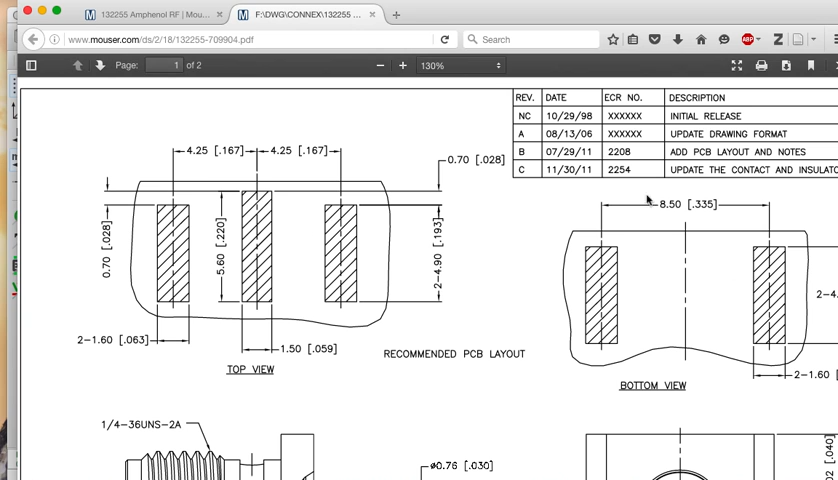 132255 Amphenol RF | Mou...
F:\DWG\CONNEX\132255 ...
www.mouser.com/ds/2/18/132255-709904.pdf
Search
ABP
Page: 1 of 2
130%
REV. DATE ECR NO. DESCRIPTION
NC 10/29/98 XXXXXX INITIAL RELEASE
A 08/13/06 XXXXXX UPDATE DRAWING FORMAT
B 07/29/11 2208 ADD PCB LAYOUT AND NOTES
C 11/30/11 2254 UPDATE THE CONTACT AND INSULATO
4.25 [.167] 4.25 [.167]
0.70 [.028]
8.50 [.335]
0.70 [.028]
5.60 [.220]
2-4.90 [.193]
2-4.
2-1.60 [.063]
1.50 [.059]
RECOMMENDED PCB LAYOUT
TOP VIEW
2-1.60 [
BOTTOM VIEW
1/4-36UNS-2A
ø0.76 [.030]
02 [.040]